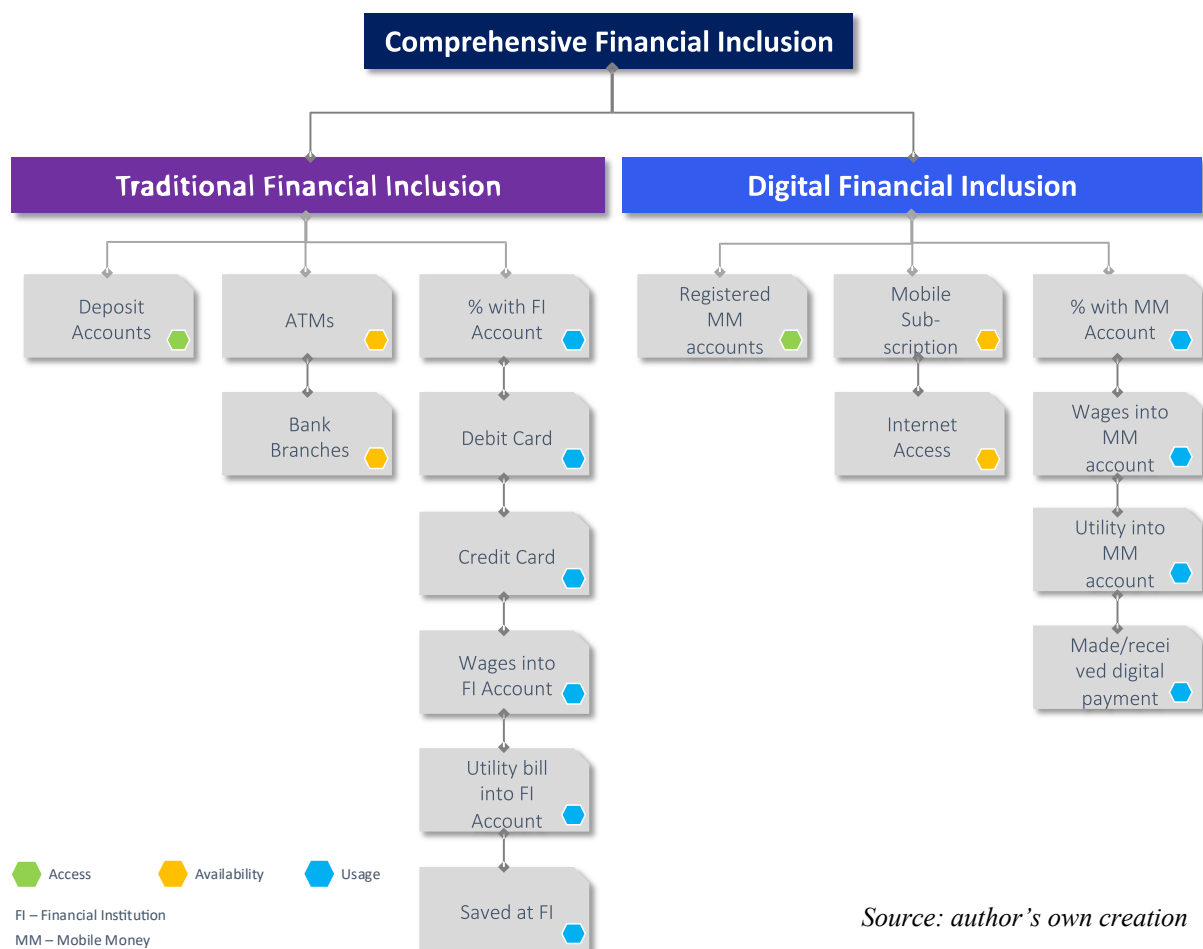 Comprehensive Financial Inclusion
Traditional Financial Inclusion
Digital Financial Inclusion
Deposit
Accounts
ATMs
% with FI
Account
Registered
MM
accounts
Mobile
Sub-
scription
% with MM
Account
Bank
Branches
Debit Card
Internet
Access
Wages into
MM
account
Credit Card
Utility into
MM
account
Wages into
FI Account
Made/recei
ved digital
payment
Utility bill
into FI
Account
Saved at FI
Access
Availability
Usage
FI – Financial Institution
MM – Mobile Money
Source: author’s own creation